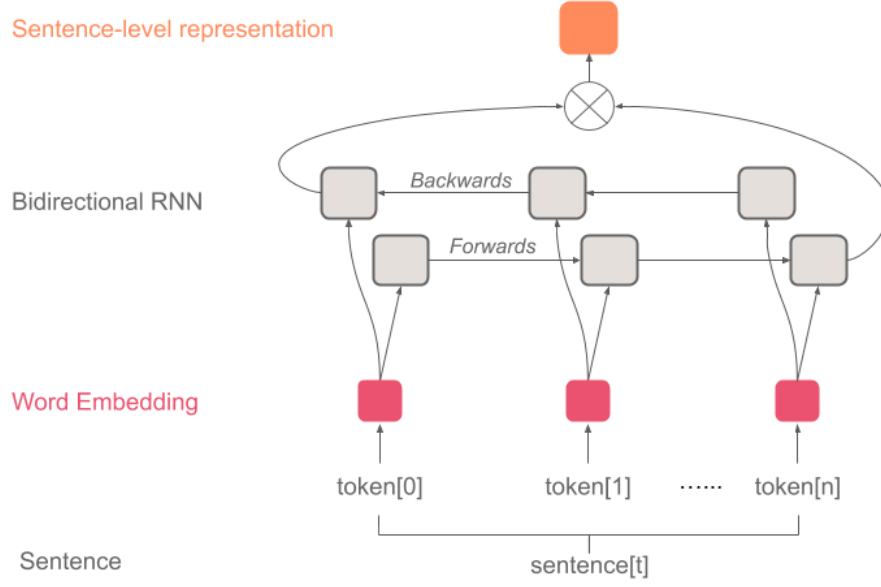 Sentence-level representation
Bidirectional RNN
Backwards
Forwards
Word Embedding
token[0] token[1] ...... token[n]
Sentence
sentence[t]